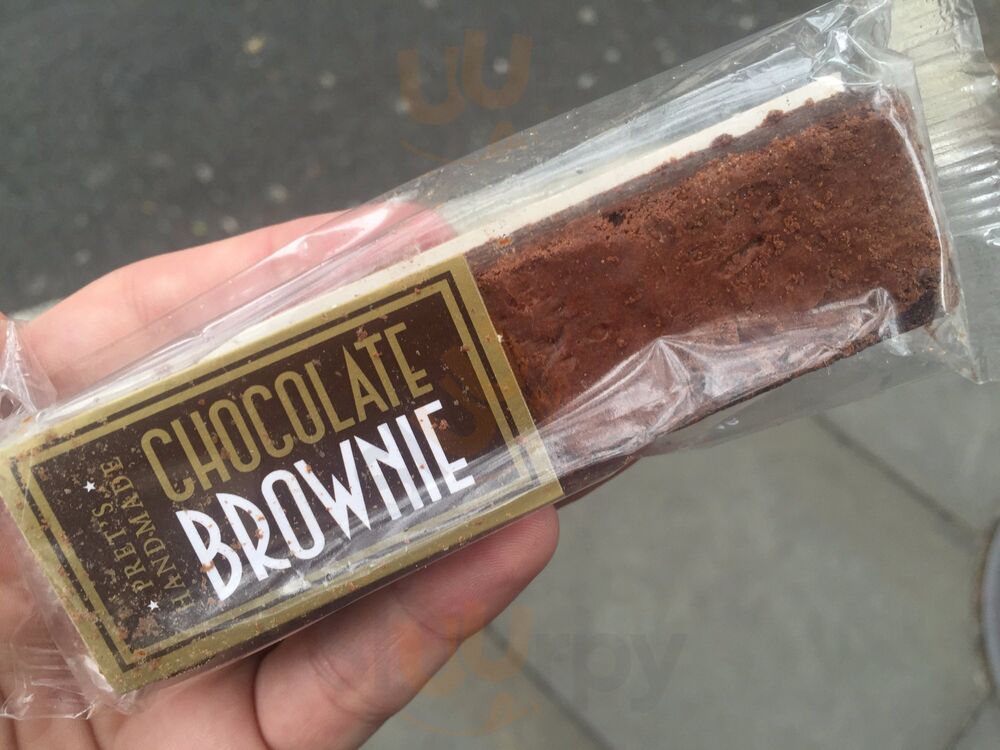 CHOCOLATE
BROWNIE
★ PRET'S ★
HANDMADE